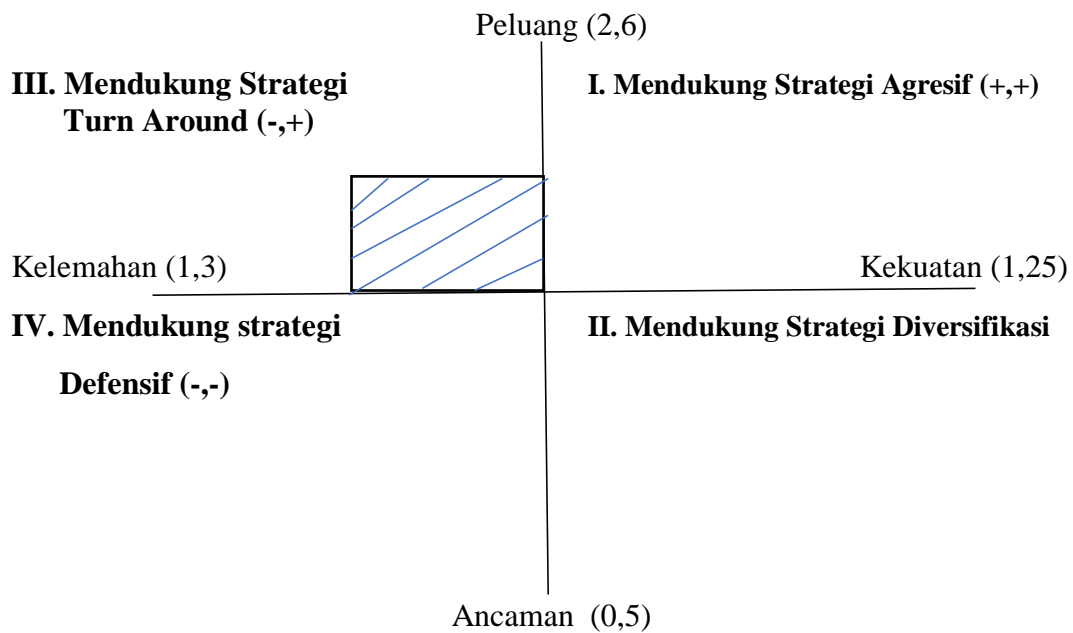 Peluang (2,6)
III. Mendukung Strategi
Turn Around (-,+)
I. Mendukung Strategi Agresif (+,+)
Kelemahan (1,3)
Kekuatan (1,25)
IV. Mendukung strategi
Defensif (-,-)
II. Mendukung Strategi Diversifikasi
Ancaman (0,5)